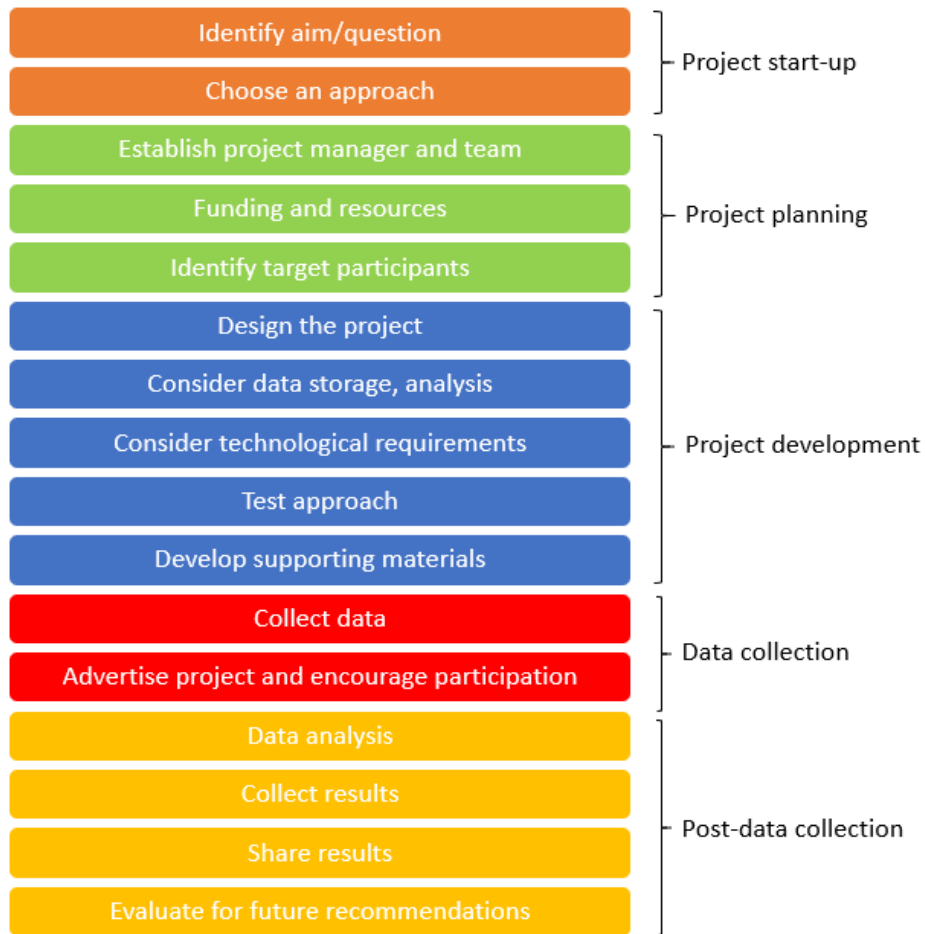 Identify aim/question
Choose an approach
Project start-up
Establish project manager and team
Funding and resources
Identify target participants
Project planning
Design the project
Consider data storage, analysis
Consider technological requirements
Test approach
Develop supporting materials
Project development
Collect data
Advertise project and encourage participation
Data collection
Data analysis
Collect results
Share results
Evaluate for future recommendations
Post-data collection